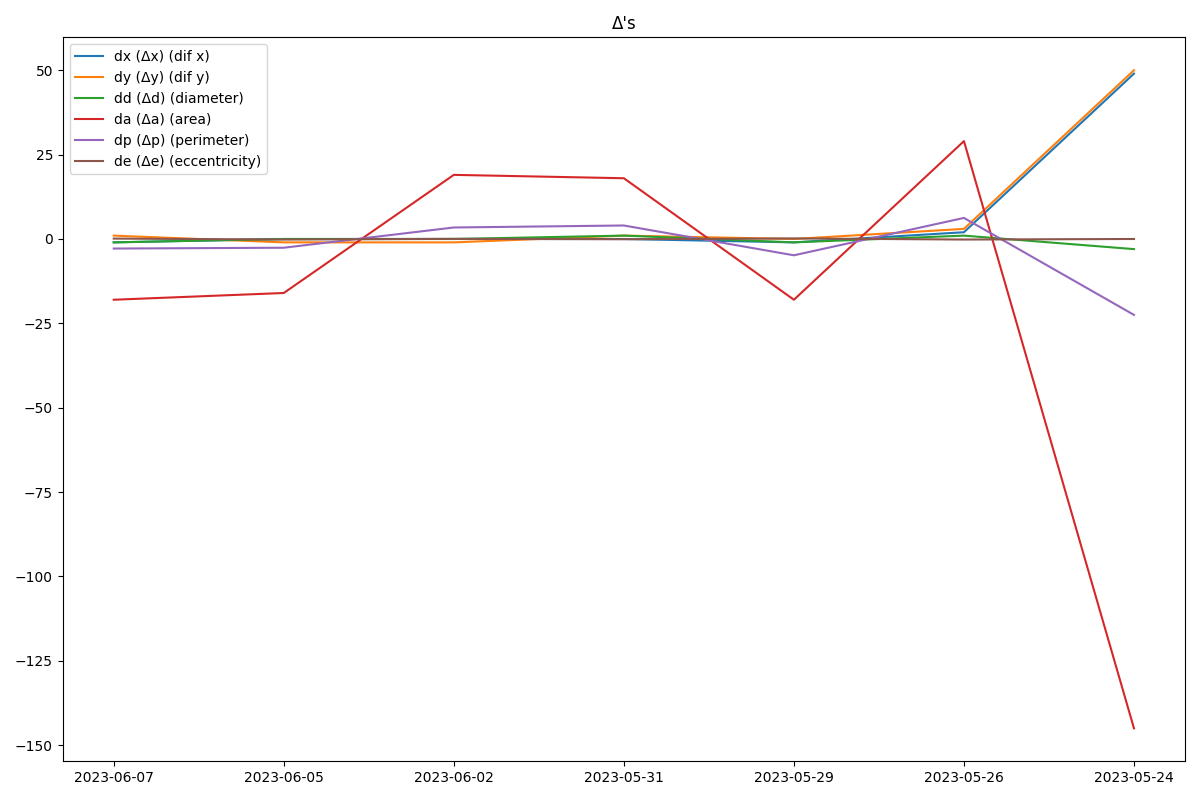 Δ's
dx (Δx) (dif x)
dy (Δy) (dif y)
dd (Δd) (diameter)
da (Δa) (area)
dp (Δp) (perimeter)
de (Δe) (eccentricity)
50
25
0
−25
−50
−75
−100
−125
−150
2023-06-07 2023-06-05 2023-06-02 2023-05-31 2023-05-29 2023-05-26 2023-05-24